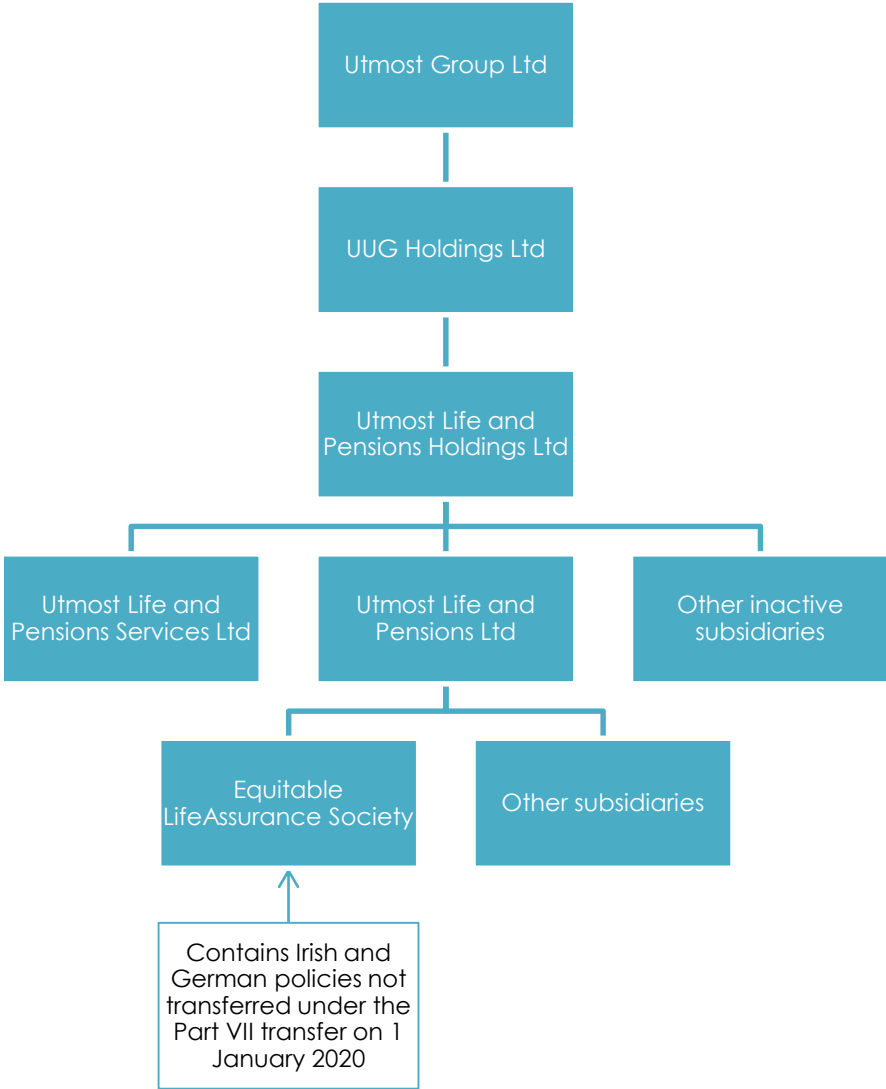 Utmost Group Ltd
UUG Holdings Ltd
Utmost Life and
Pensions Holdings Ltd
Utmost Life and
Pensions Services Ltd
Utmost Life and
Pensions Ltd
Other inactive
subsidiaries
Equitable
LifeAssurance Society
Other subsidiaries
Contains Irish and
German policies not
transferred under the
Part VII transfer on 1
January 2020